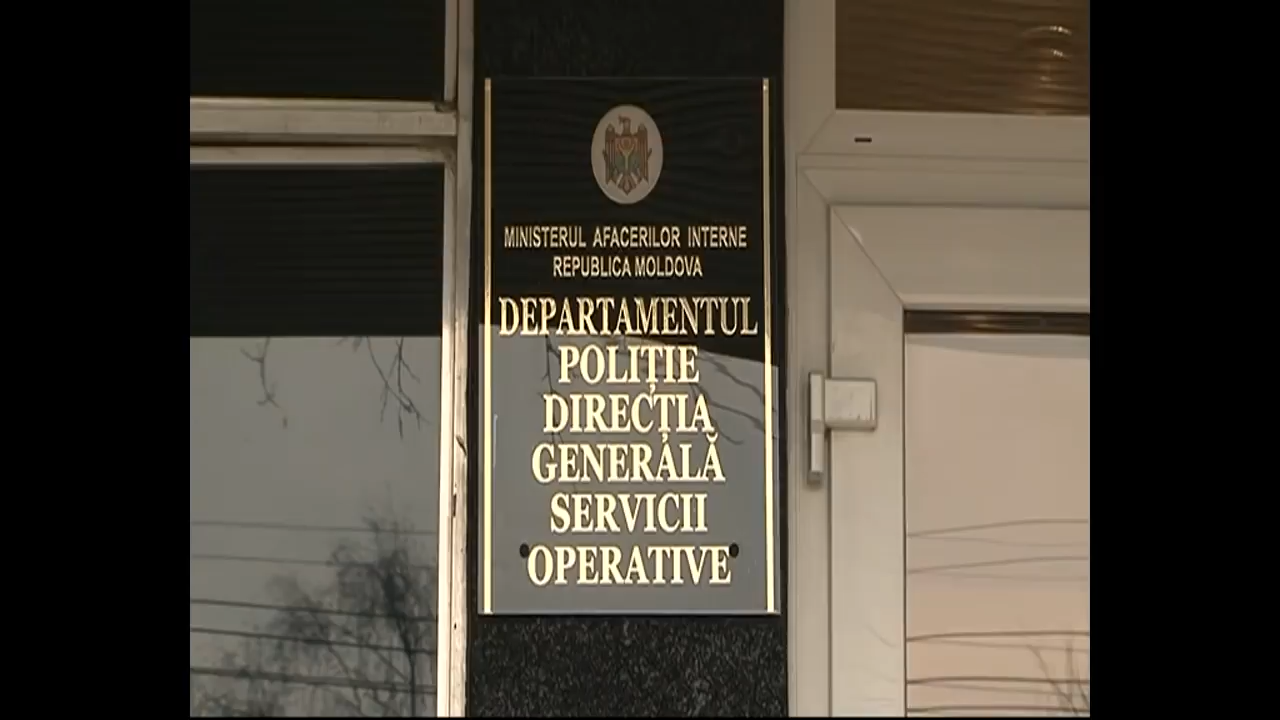 MINISTERUL AFACERILOR INTERNE
REPUBLICA MOLDOVA
DEPARTAMENTUL
POLIȚIE
DIRECȚIA
GENERALĂ
SERVICII
OPERATIVE